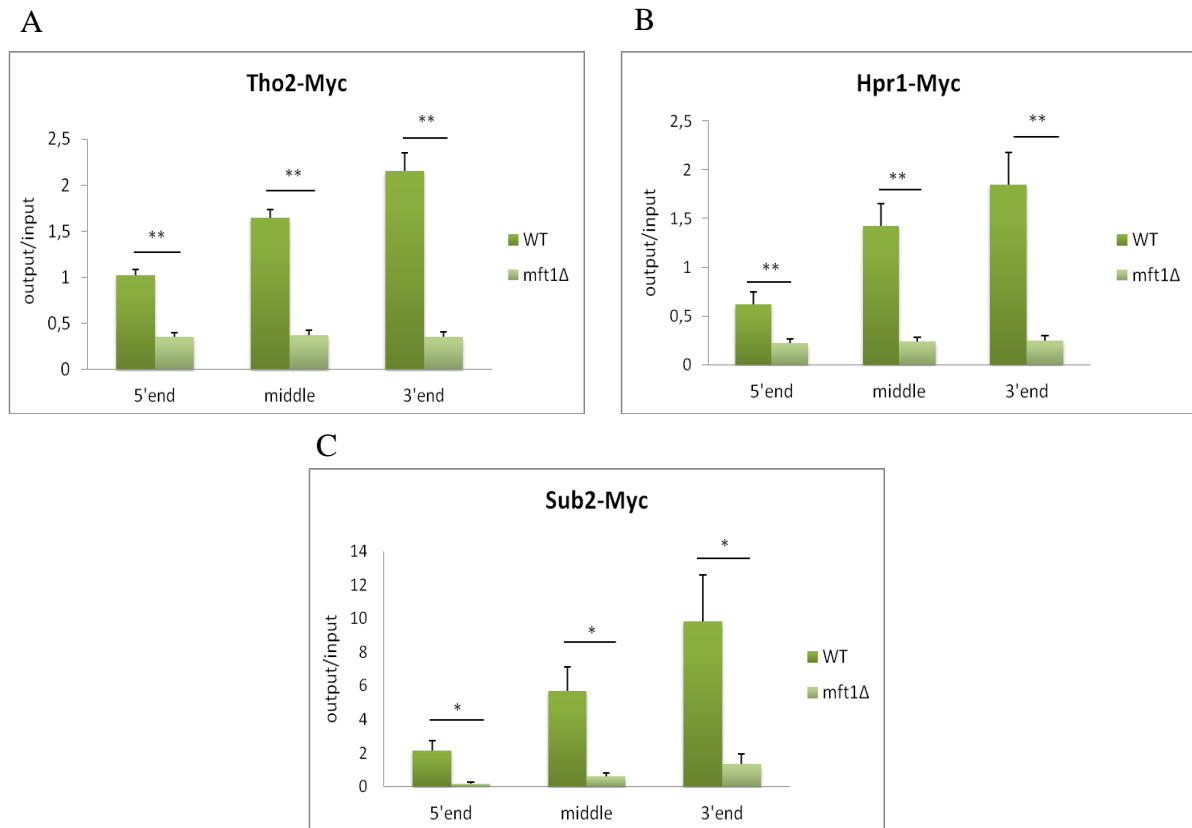 A
Tho2-Myc
output/input
2,5
2
1,5
1
0,5
0
**
**
**
5'end
middle
3'end
WT
mft1Δ
B
Hpr1-Myc
output/input
2,5
2
1,5
1
0,5
0
**
**
**
5'end
middle
3'end
WT
mft1Δ
C
Sub2-Myc
output/input
14
12
10
8
6
4
2
0
*
*
*
5'end
middle
3'end
WT
mft1Δ